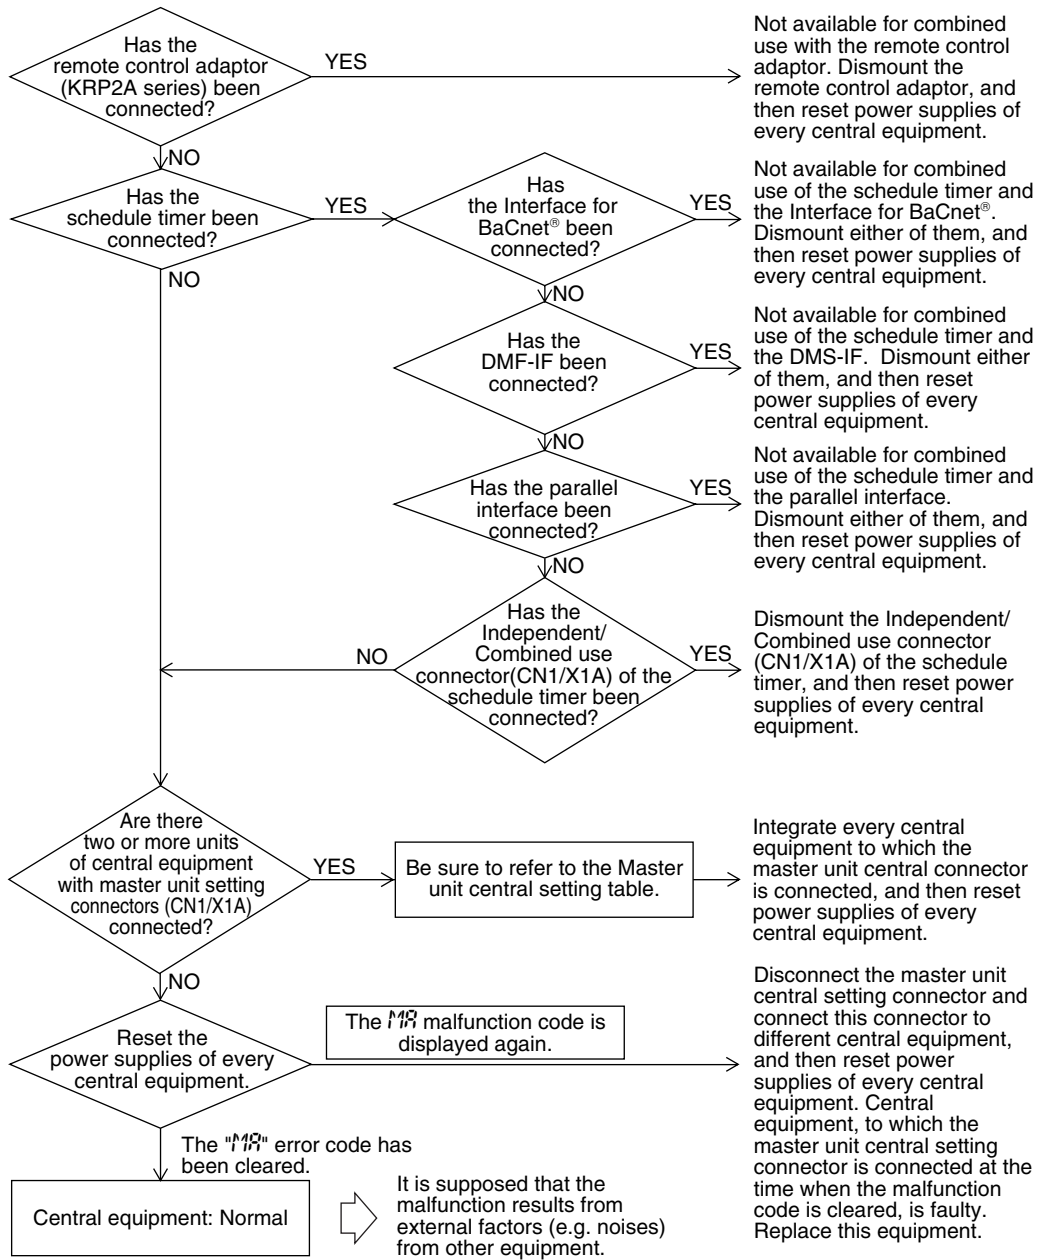 Has the
remote control adaptor
(KRP2A series) been
connected?
YES
Not available for combined
use with the remote control
adaptor. Dismount the
remote control adaptor, and
then reset power supplies of
every central equipment.
NO
Has the
schedule timer been
connected?
YES
Has
the Interface for
BaCnet® been
connected?
YES
Not available for combined
use of the schedule timer and
the Interface for BaCnet®.
Dismount either of them, and
then reset power supplies of
every central equipment.
NO
NO
Has the
DMF-IF been
connected?
YES
Not available for combined
use of the schedule timer and
the DMS-IF. Dismount either
of them, and then reset
power supplies of every
central equipment.
NO
Has the parallel
interface been
connected?
YES
Not available for combined
use of the schedule timer and
the parallel interface.
Dismount either of them, and
then reset power supplies of
every central equipment.
NO
Has the
Independent/
Combined use
connector(CN1/X1A) of the
schedule timer been
connected?
NO
YES
Dismount the Independent/
Combined use connector
(CN1/X1A) of the schedule
timer, and then reset power
supplies of every central
equipment.
Are there
two or more units
of central equipment
with master unit setting
connectors (CN1/X1A)
connected?
YES
Be sure to refer to the Master
unit central setting table.
Integrate every central
equipment to which the
master unit central connector
is connected, and then reset
power supplies of every
central equipment.
NO
Reset the
power supplies of every
central equipment.
The MA malfunction code is
displayed again.
Disconnect the master unit
central setting connector and
connect this connector to
different central equipment,
and then reset power
supplies of every central
equipment. Central
equipment, to which the
master unit central setting
connector is connected at the
time when the malfunction
code is cleared, is faulty.
Replace this equipment.
The "MA" error code has
been cleared.
Central equipment: Normal
It is supposed that the
malfunction results from
external factors (e.g. noises)
from other equipment.